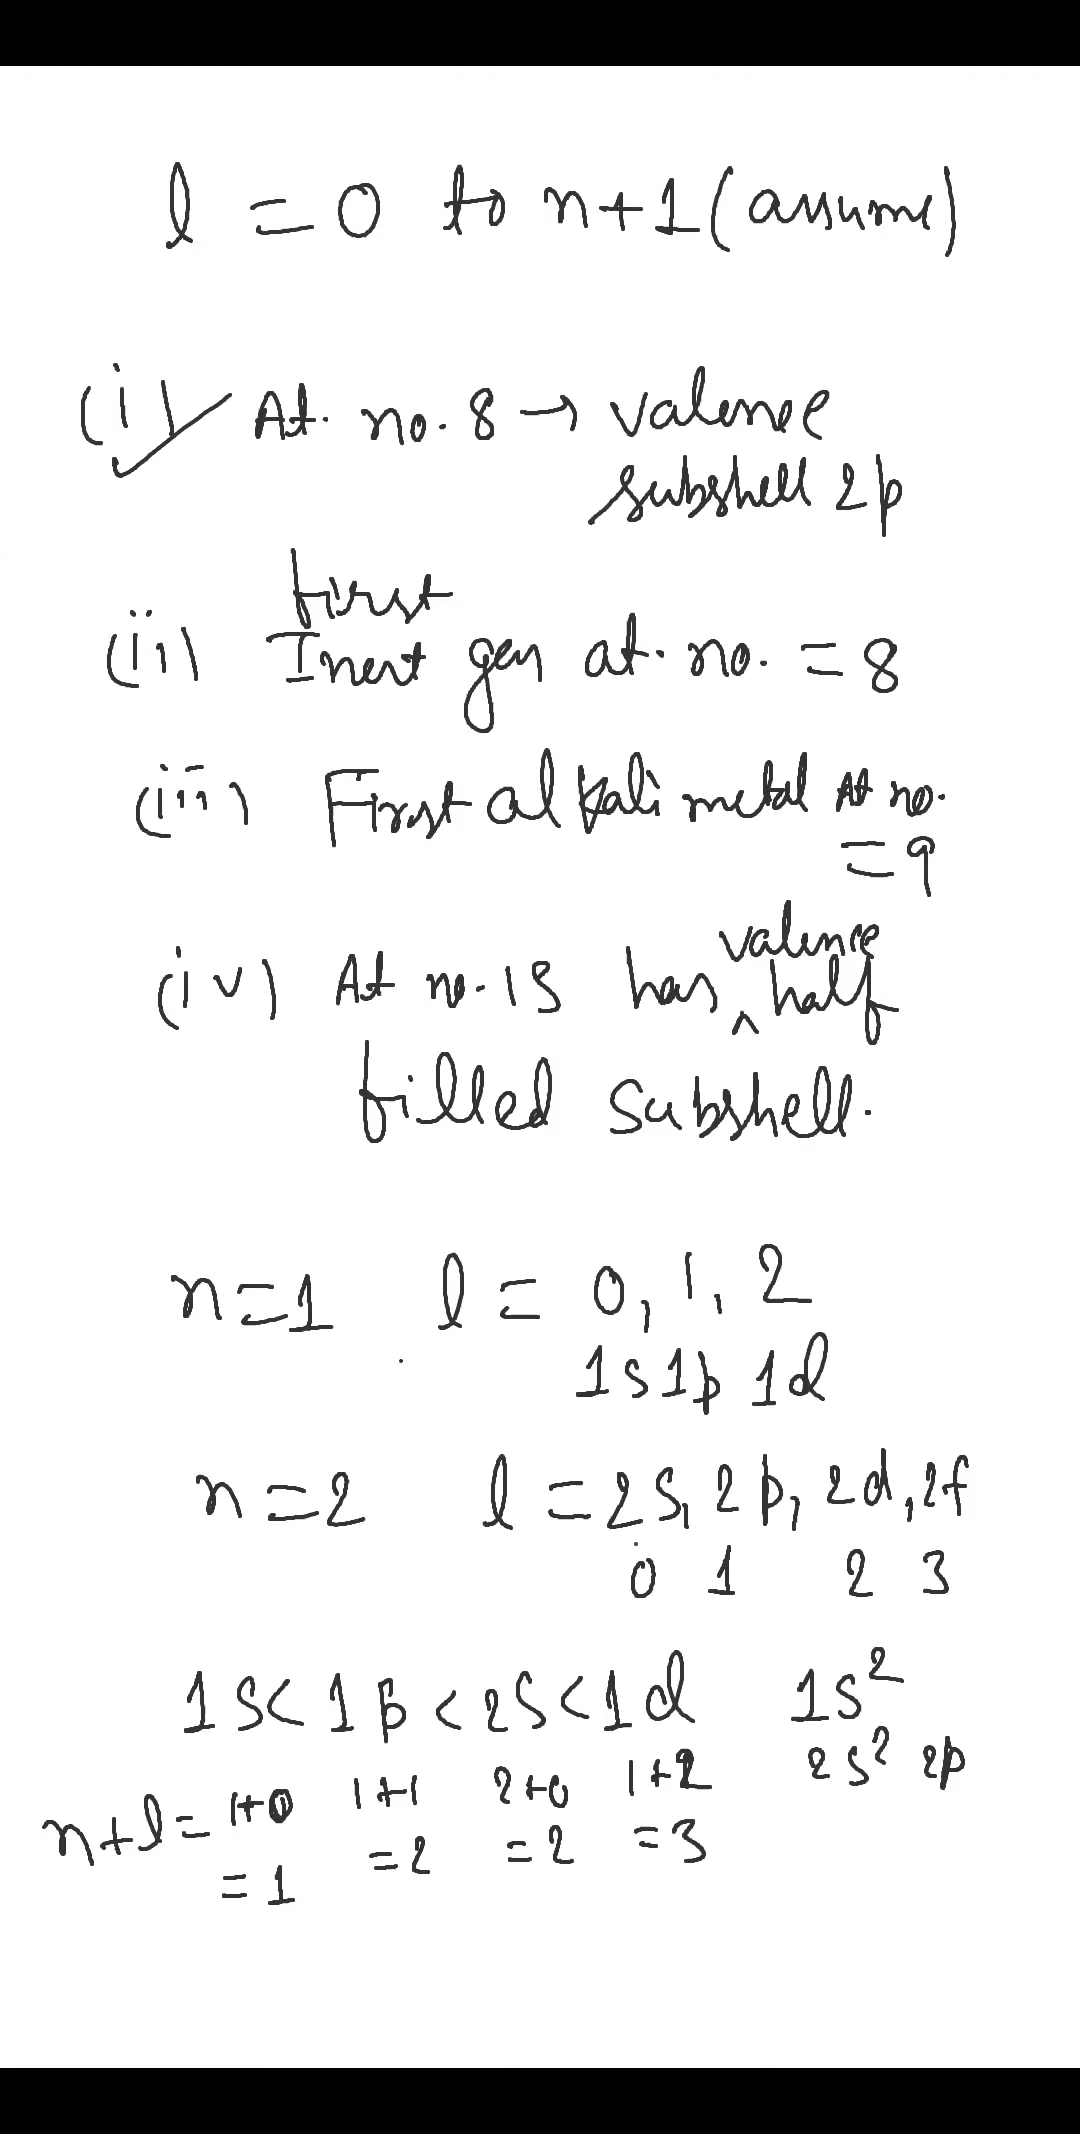 l = 0 to n+1 (assume)
(i) At. no. 8 → valence
subshell 2p
first
(ii) Inert gas at. no. = 8
(iii) First alkali metal At no.
= 9
valence
(iv) At no. 13 has ^ half
filled subshell.
n=1 l = 0, 1, 2
1s 1p 1d
n=2 l = 2s, 2p, 2d, 2f
0 1 2 3
1s < 1p < 2s < 1d 1s²
n+l = 1+0 1+1 2+0 1+2 2s² 2p
= 1 = 2 = 2 = 3